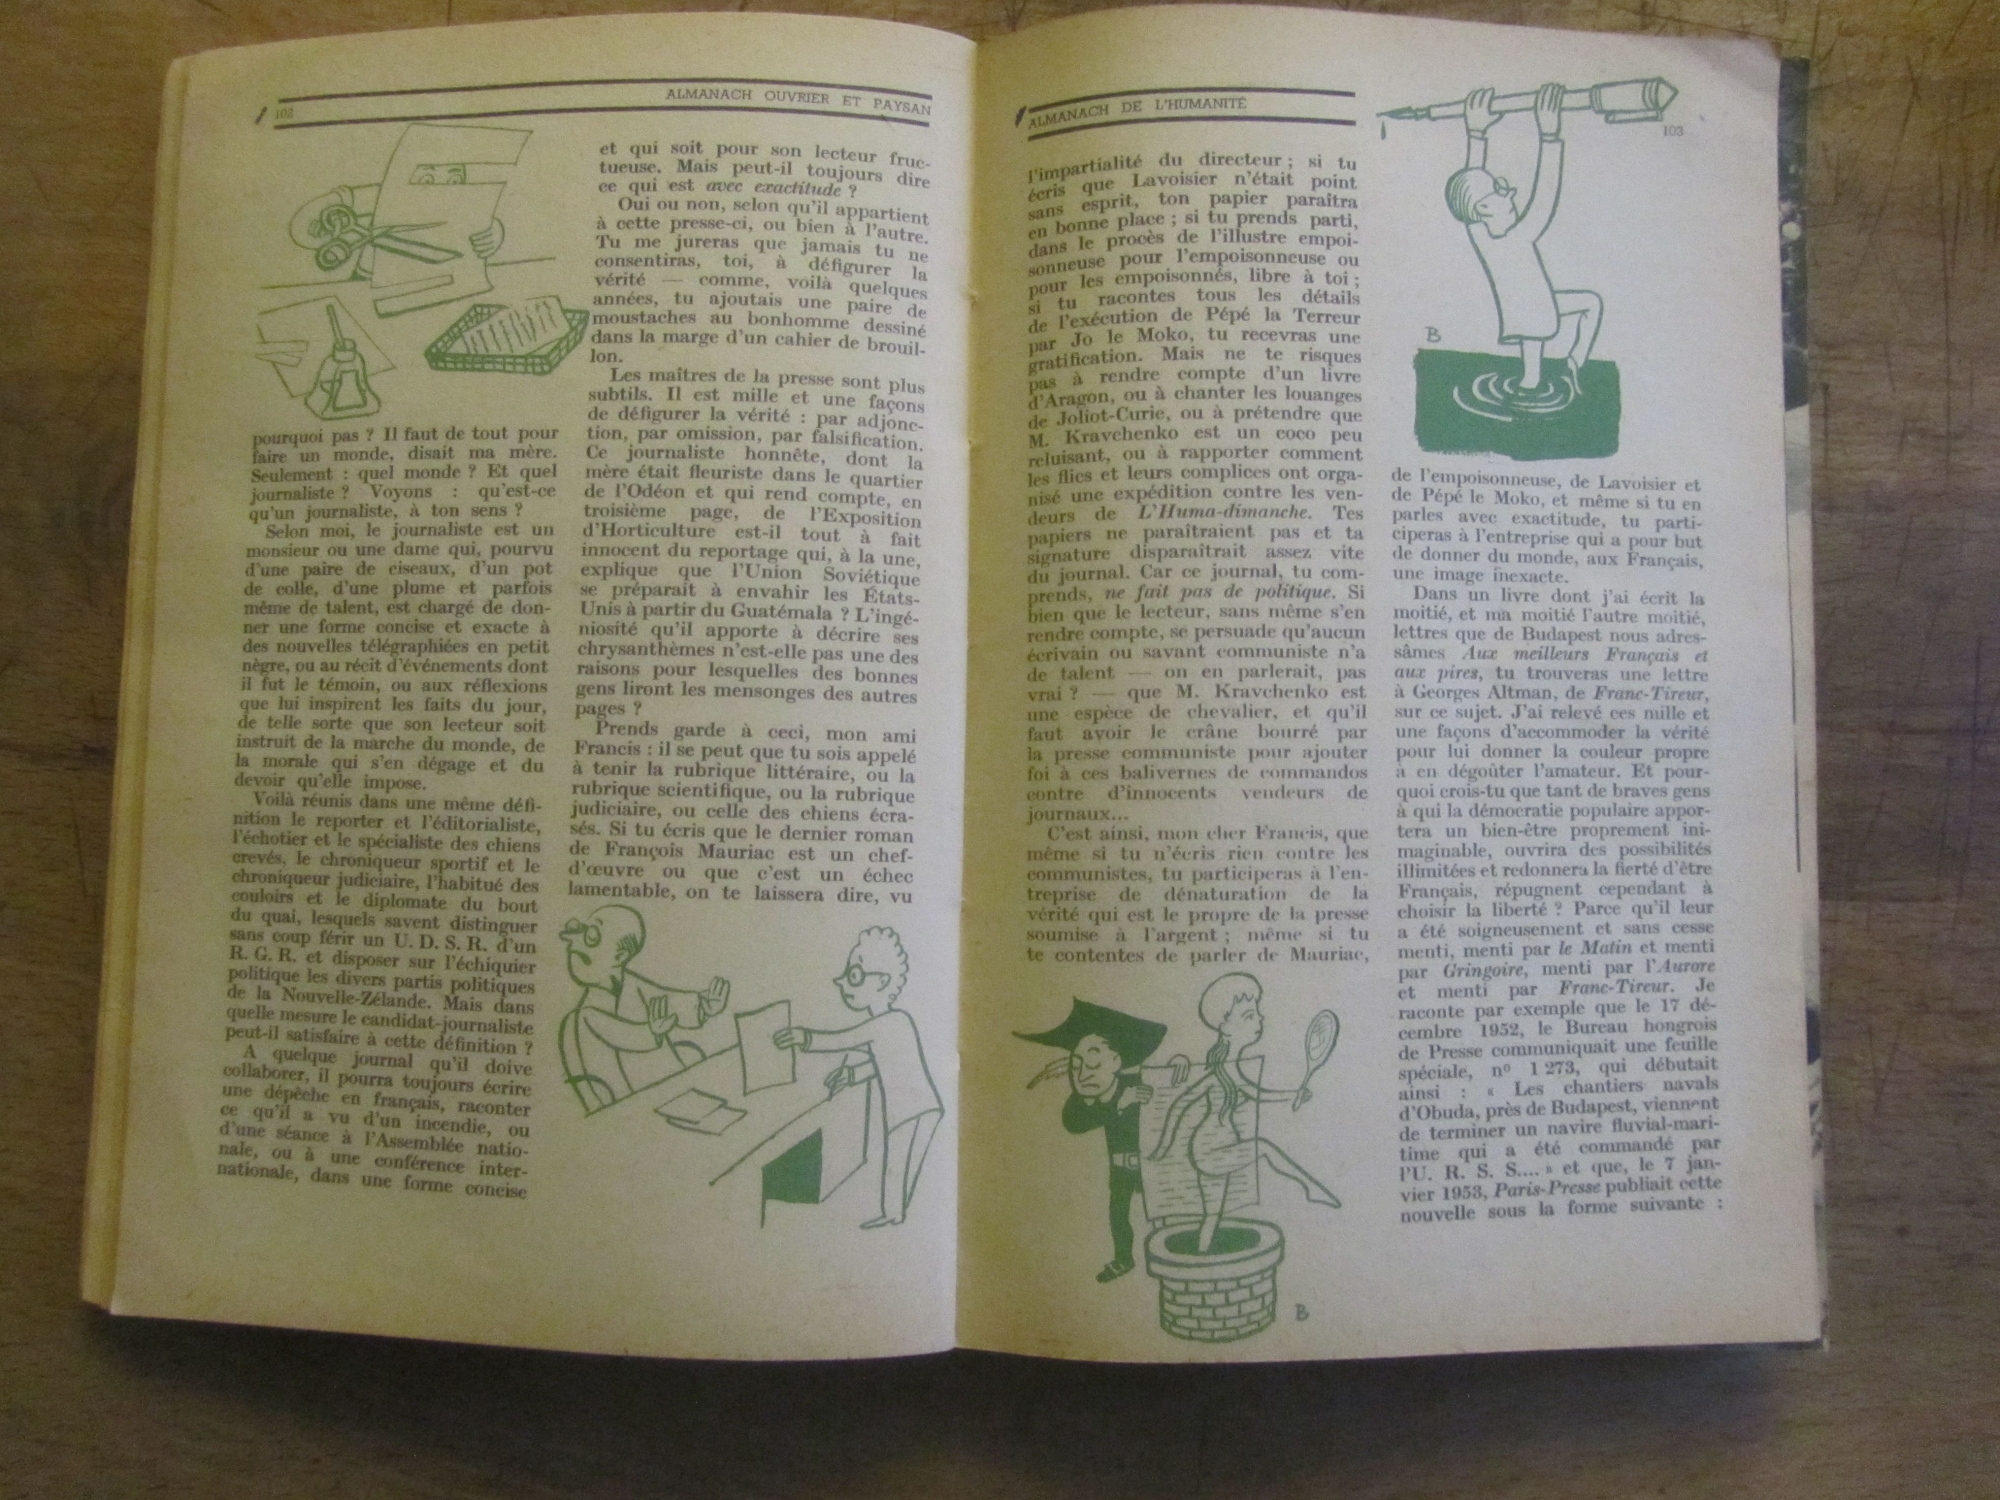 102
ALMANACH OUVRIER ET PAYSAN
pourquoi pas ? Il faut de tout pour
faire un monde, disait ma mère.
Seulement : quel monde ? Et quel
journaliste ? Voyons : qu'est-ce
qu'un journaliste, à ton sens ?
Selon moi, le journaliste est un
monsieur ou une dame qui, pourvu
d'une paire de ciseaux, d'un pot
de colle, d'une plume et parfois
même de talent, est chargé de don-
ner une forme concise et exacte à
des nouvelles télégraphiées en petit
nègre, ou au récit d'événements dont
il fut le témoin, ou aux réflexions
que lui inspirent les faits du jour,
de telle sorte que son lecteur soit
instruit de la marche du monde, de
la morale qui s'en dégage et du
devoir qu'elle impose.
Voilà réunis dans une même défi-
nition le reporter et l'éditorialiste,
l'échotier et le spécialiste des chiens
crevés, le chroniqueur sportif et le
chroniqueur judiciaire, l'habitué des
couloirs et le diplomate du bout
du quai, lesquels savent distinguer
sans coup férir un U. D. S. R. d'un
R. G. R. et disposer sur l'échiquier
politique les divers partis politiques
de la Nouvelle-Zélande. Mais dans
quelle mesure le candidat-journaliste
peut-il satisfaire à cette définition ?
A quelque journal qu'il doive
collaborer, il pourra toujours écrire
une dépêche en français, raconter
ce qu'il a vu d'un incendie, ou
d'une séance à l'Assemblée natio-
nale, ou à une conférence inter-
nationale, dans une forme concise
et qui soit pour son lecteur fruc-
tueuse. Mais peut-il toujours dire
ce qui est avec exactitude ?
Oui ou non, selon qu'il appartient
à cette presse-ci, ou bien à l'autre.
Tu me jureras que jamais tu ne
consentiras, toi, à défigurer la
vérité — comme, voilà quelques
années, tu ajoutais une paire de
moustaches au bonhomme dessiné
dans la marge d'un cahier de brouil-
lon.
Les maîtres de la presse sont plus
subtils. Il est mille et une façons
de défigurer la vérité : par adjonc-
tion, par omission, par falsification.
Ce journaliste honnête, dont la
mère était fleuriste dans le quartier
de l'Odéon et qui rend compte, en
troisième page, de l'Exposition
d'Horticulture est-il tout à fait
innocent du reportage qui, à la une,
explique que l'Union Soviétique
se préparait à envahir les États-
Unis à partir du Guatémala ? L'ingé-
niosité qu'il apporte à décrire ses
chrysanthèmes n'est-elle pas une des
raisons pour lesquelles des bonnes
gens liront les mensonges des autres
pages ?
Prends garde à ceci, mon ami
Francis : il se peut que tu sois appelé
à tenir la rubrique littéraire, ou la
rubrique scientifique, ou la rubrique
judiciaire, ou celle des chiens écra-
sés. Si tu écris que le dernier roman
de François Mauriac est un chef-
d'œuvre ou que c'est un échec
lamentable, on te laissera dire, vu
ALMANACH DE L'HUMANITÉ
103
l'impartialité du directeur ; si tu
écris que Lavoisier n'était point
sans esprit, ton papier paraîtra
en bonne place ; si tu prends parti,
dans le procès de l'illustre empoi-
sonneuse pour l'empoisonneuse ou
pour les empoisonnés, libre à toi ;
si tu racontes tous les détails
de l'exécution de Pépé la Terreur
par Jo le Moko, tu recevras une
gratification. Mais ne te risques
pas à rendre compte d'un livre
d'Aragon, ou à chanter les louanges
de Joliot-Curie, ou à prétendre que
M. Kravchenko est un coco peu
reluisant, ou à rapporter comment
les flics et leurs complices ont orga-
nisé une expédition contre les ven-
deurs de L'Huma-dimanche. Tes
papiers ne paraîtraient pas et ta
signature disparaîtrait assez vite
du journal. Car ce journal, tu com-
prends, ne fait pas de politique. Si
bien que le lecteur, sans même s'en
rendre compte, se persuade qu'aucun
écrivain ou savant communiste n'a
de talent — on en parlerait, pas
vrai ? — que M. Kravchenko est
une espèce de chevalier, et qu'il
faut avoir le crâne bourré par
la presse communiste pour ajouter
foi à ces balivernes de commandos
contre d'innocents vendeurs de
journaux...
C'est ainsi, mon cher Francis, que
même si tu n'écris rien contre les
communistes, tu participeras à l'en-
treprise de dénaturation de la
vérité qui est le propre de la presse
soumise à l'argent ; même si tu
te contentes de parler de Mauriac,
B
B
de l'empoisonneuse, de Lavoisier et
de Pépé le Moko, et même si tu en
parles avec exactitude, tu parti-
ciperas à l'entreprise qui a pour but
de donner du monde, aux Français,
une image inexacte.
Dans un livre dont j'ai écrit la
moitié, et ma moitié l'autre moitié,
lettres que de Budapest nous adres-
sâmes Aux meilleurs Français et
aux pires, tu trouveras une lettre
à Georges Altman, de Franc-Tireur,
sur ce sujet. J'ai relevé ces mille et
une façons d'accommoder la vérité
pour lui donner la couleur propre
à en dégoûter l'amateur. Et pour-
quoi crois-tu que tant de braves gens
à qui la démocratie populaire appor-
tera un bien-être proprement ini-
maginable, ouvrira des possibilités
illimitées et redonnera la fierté d'être
Français, répugnent cependant à
choisir la liberté ? Parce qu'il leur
a été soigneusement et sans cesse
menti, menti par le Matin et menti
par Gringoire, menti par l'Aurore
et menti par Franc-Tireur. Je
raconte par exemple que le 17 dé-
cembre 1952, le Bureau hongrois
de Presse communiquait une feuille
spéciale, nº 1 273, qui débutait
ainsi : « Les chantiers navals
d'Obuda, près de Budapest, viennent
de terminer un navire fluvial-mari-
time qui a été commandé par
l'U. R. S. S.... » et que, le 7 jan-
vier 1953, Paris-Presse publiait cette
nouvelle sous la forme suivante :